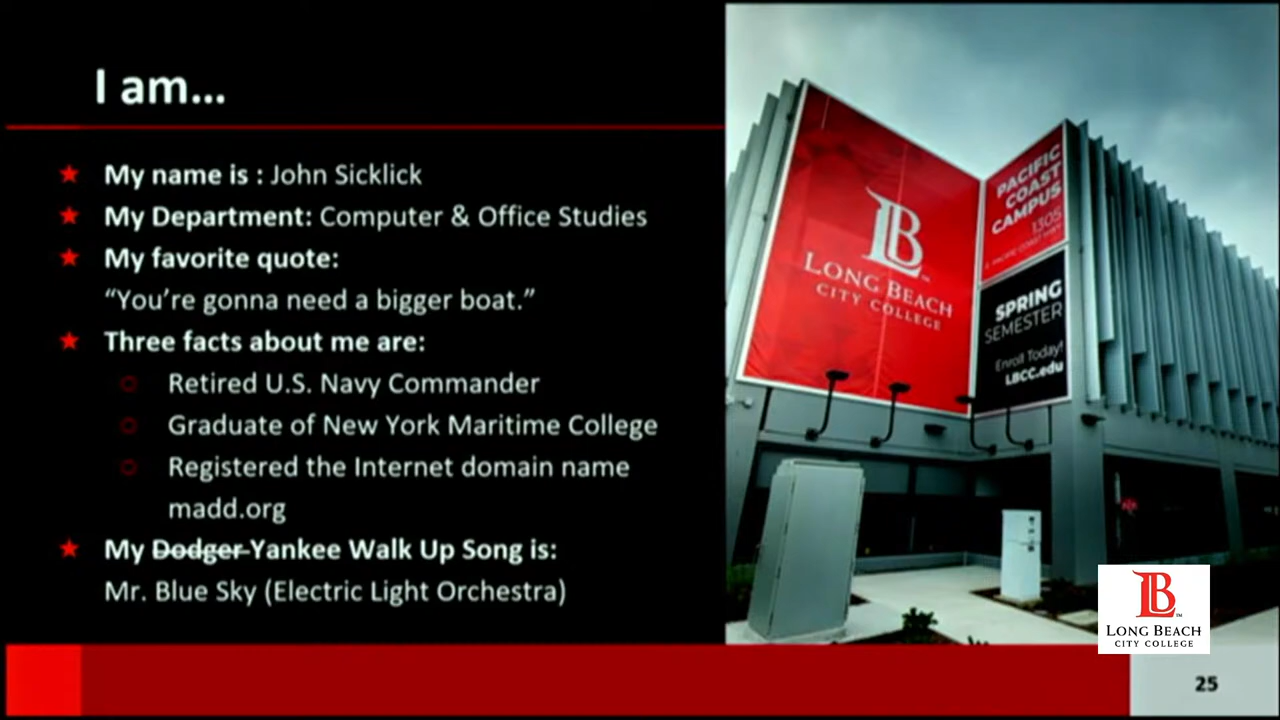 I am...
My name is : John Sicklick
My Department: Computer & Office Studies
My favorite quote:
“You’re gonna need a bigger boat.”
Three facts about me are:
Retired U.S. Navy Commander
Graduate of New York Maritime College
Registered the Internet domain name
madd.org
My Dodger Yankee Walk Up Song is:
Mr. Blue Sky (Electric Light Orchestra)
LB
LONG BEACH
CITY COLLEGE
PACIFIC
COAST
CAMPUS
1305
E. PACIFIC COAST HWY
SPRING
SEMESTER
Enroll Today!
LBCC.edu
LB
LONG BEACH
CITY COLLEGE
25